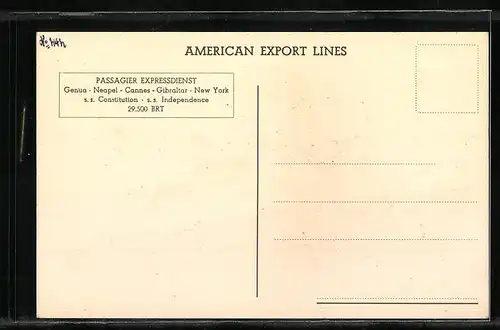 AMERICAN EXPORT LINES
PASSAGIER EXPRESSDIENST
Genua - Neapel - Cannes - Gibraltar - New York
s. s. Constitution - s. s. Independence
29.500 BRT